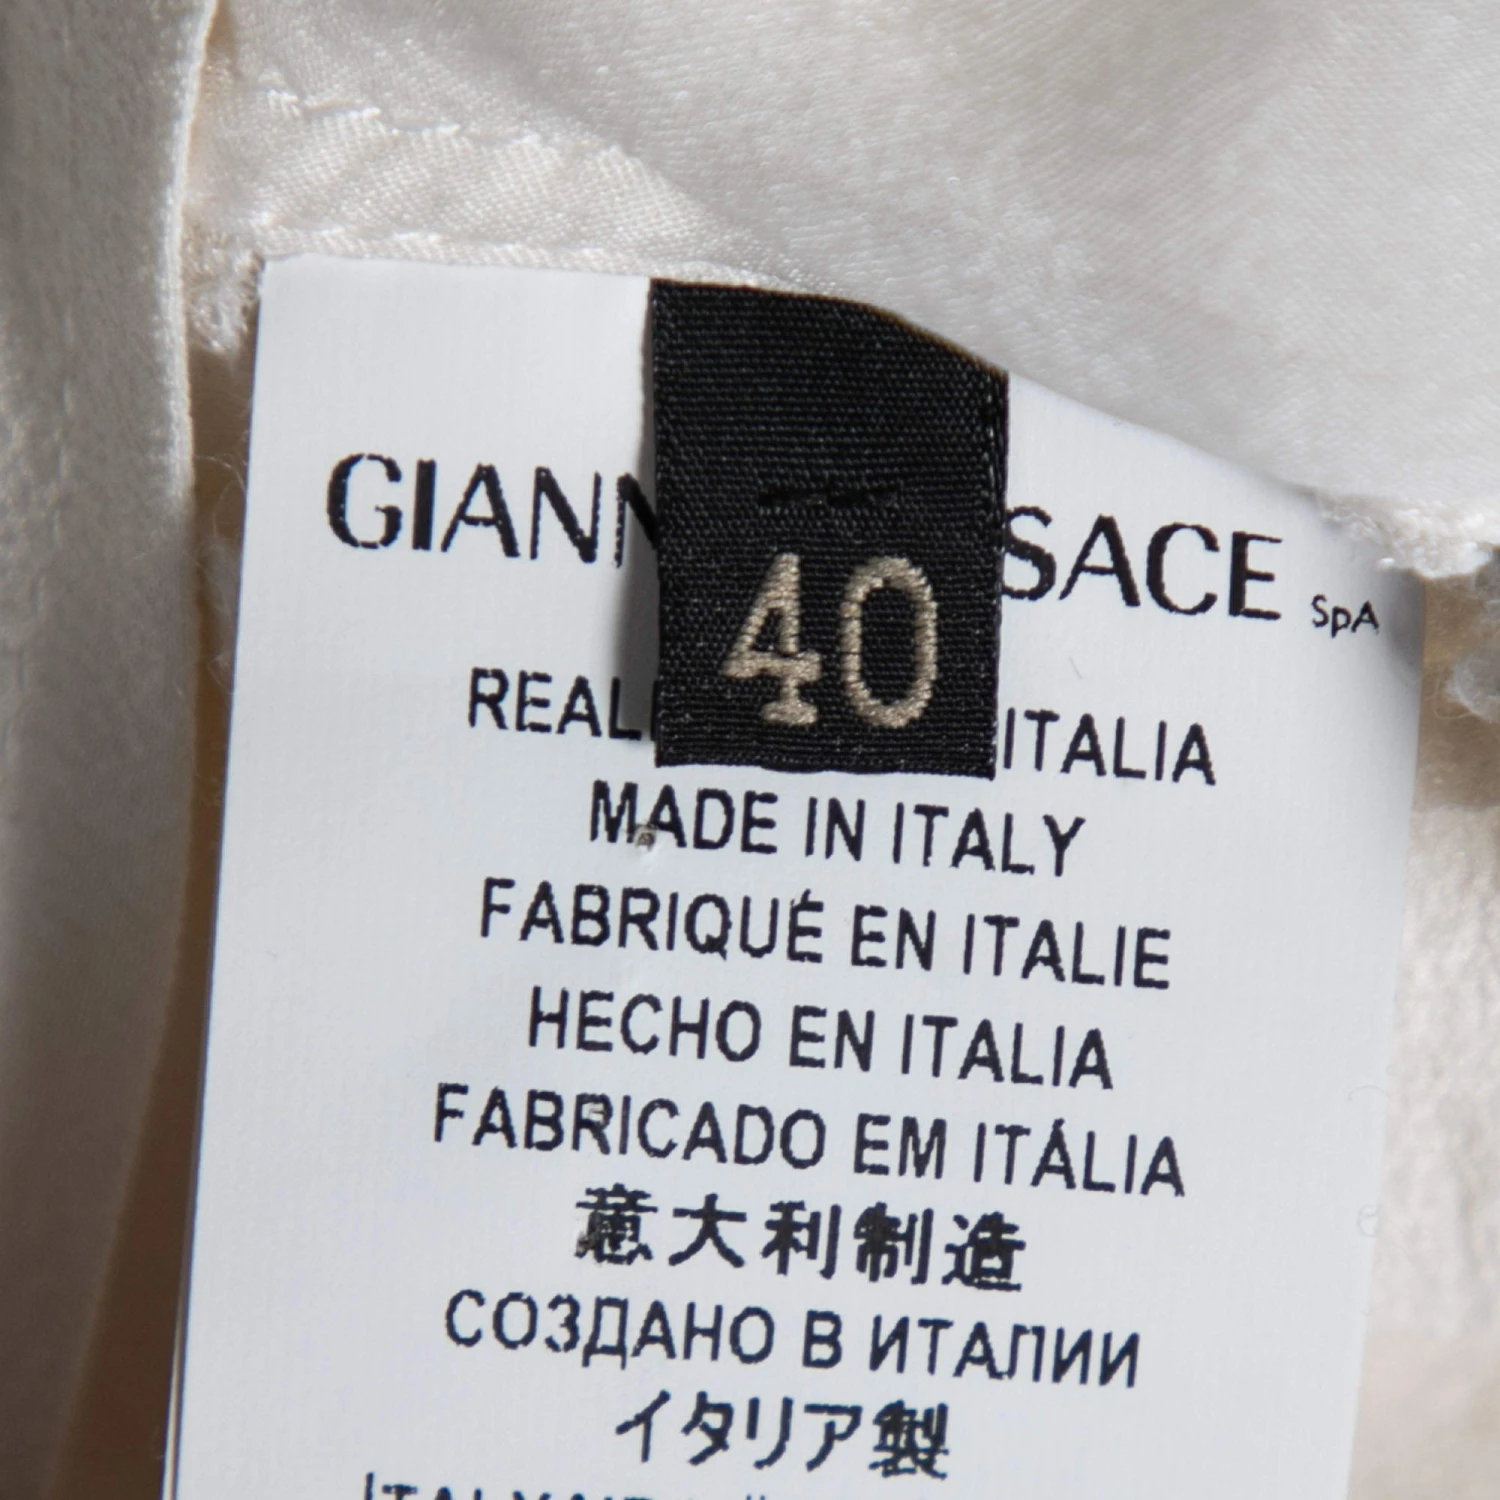 GIANN SACE SpA
40
REAL ITALIA
MADE IN ITALY
FABRIQUÉ EN ITALIE
HECHO EN ITALIA
FABRICADO EM ITÁLIA
意大利制造
СОЗДАНО В ИТАЛИИ
イタリア製